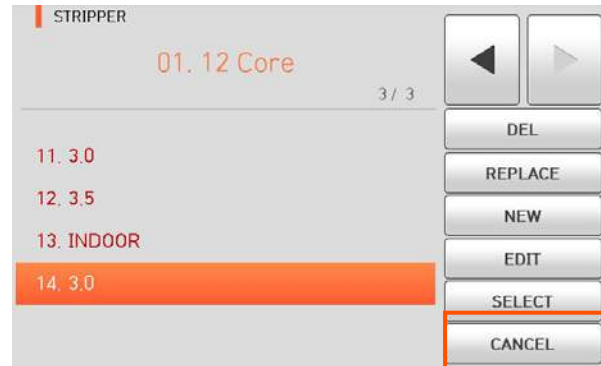 STRIPPER
01. 12 Core
3/ 3
11. 3.0
12. 3.5
13. INDOOR
14. 3.0
DEL
REPLACE
NEW
EDIT
SELECT
CANCEL